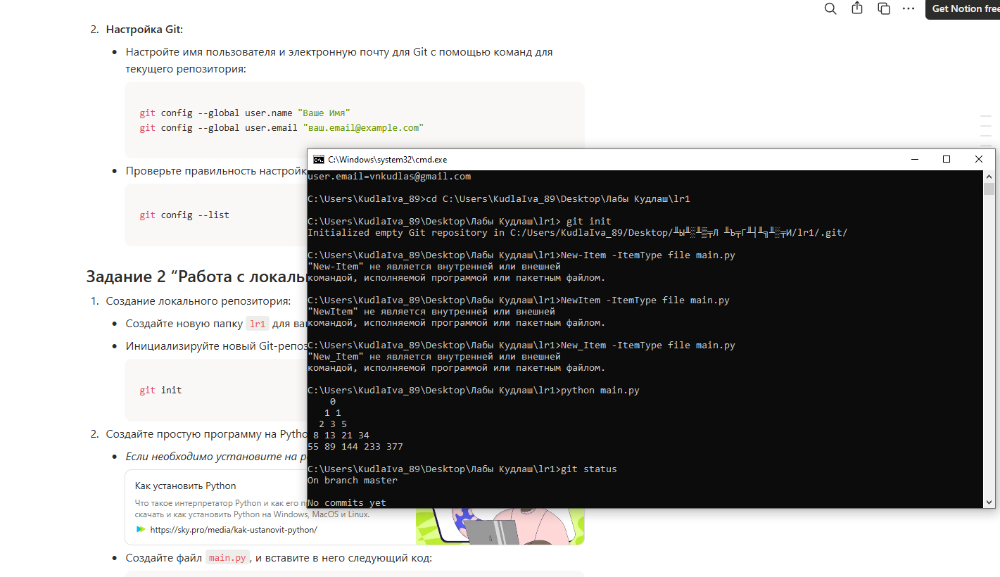 Get Notion free
2. Настройка Git:
• Настройте имя пользователя и электронную почту для Git с помощью команд для
текущего репозитория:
git config --global user.name "Ваше Имя"
git config --global user.email "ваш.email@example.com"
• Проверьте правильность настройк
git config --list
Задание 2 “Работа с локаль
1. Создание локального репозитория:
• Создайте новую папку lr1 для ва
• Инициализируйте новый Git-репоз
git init
2. Создайте простую программу на Pytho
• Если необходимо установите на р
Как установить Python
Что такое интерпретатор Python и как его п
скачать и как установить Python на Windows, MacOS и Linux.
https://sky.pro/media/kak-ustanovit-python/
• Создайте файл main.py, и вставите в него следующий код:
C:\Windows\system32\cmd.exe
user.email=vnkudlas@gmail.com
C:\Users\KudlaIva_89>cd C:\Users\KudlaIva_89\Desktop\Лабы Кудлаш\lr1
C:\Users\KudlaIva_89\Desktop\Лабы Кудлаш\lr1> git init
Initialized empty Git repository in C:/Users/KudlaIva_89/Desktop/╨Ы╨░╨▒╤Л ╨Ъ╤Г╨┤╨╗╨░╤И/lr1/.git/
C:\Users\KudlaIva_89\Desktop\Лабы Кудлаш\lr1>New-Item -ItemType file main.py
"New-Item" не является внутренней или внешней
командой, исполняемой программой или пакетным файлом.
C:\Users\KudlaIva_89\Desktop\Лабы Кудлаш\lr1>NewItem -ItemType file main.py
"NewItem" не является внутренней или внешней
командой, исполняемой программой или пакетным файлом.
C:\Users\KudlaIva_89\Desktop\Лабы Кудлаш\lr1>New_Item -ItemType file main.py
"New_Item" не является внутренней или внешней
командой, исполняемой программой или пакетным файлом.
C:\Users\KudlaIva_89\Desktop\Лабы Кудлаш\lr1>python main.py
0
1 1
2 3 5
8 13 21 34
55 89 144 233 377
C:\Users\KudlaIva_89\Desktop\Лабы Кудлаш\lr1>git status
On branch master
No commits yet